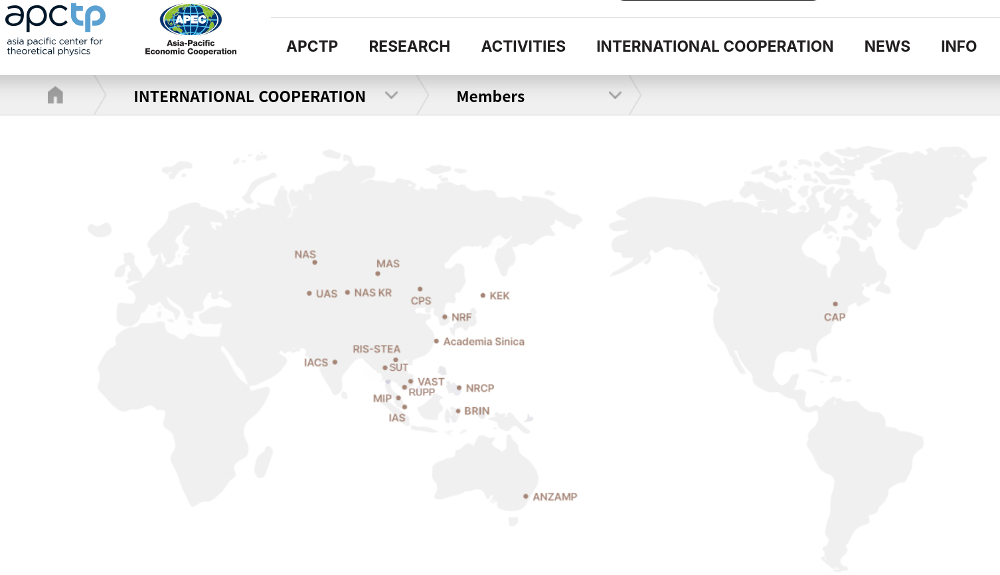 apctp
asia pacific center for
theoretical physics
APEC
Asia-Pacific
Economic Cooperation
APCTP
RESEARCH
ACTIVITIES
INTERNATIONAL COOPERATION
NEWS
INFO
INTERNATIONAL COOPERATION
Members
NAS
MAS
UAS
NAS KR
CPS
KEK
CAP
NRF
Academia Sinica
RIS-STEA
IACS
SUT
VAST
RUPP
NRCP
MIP
BRIN
IAS
ANZAMP